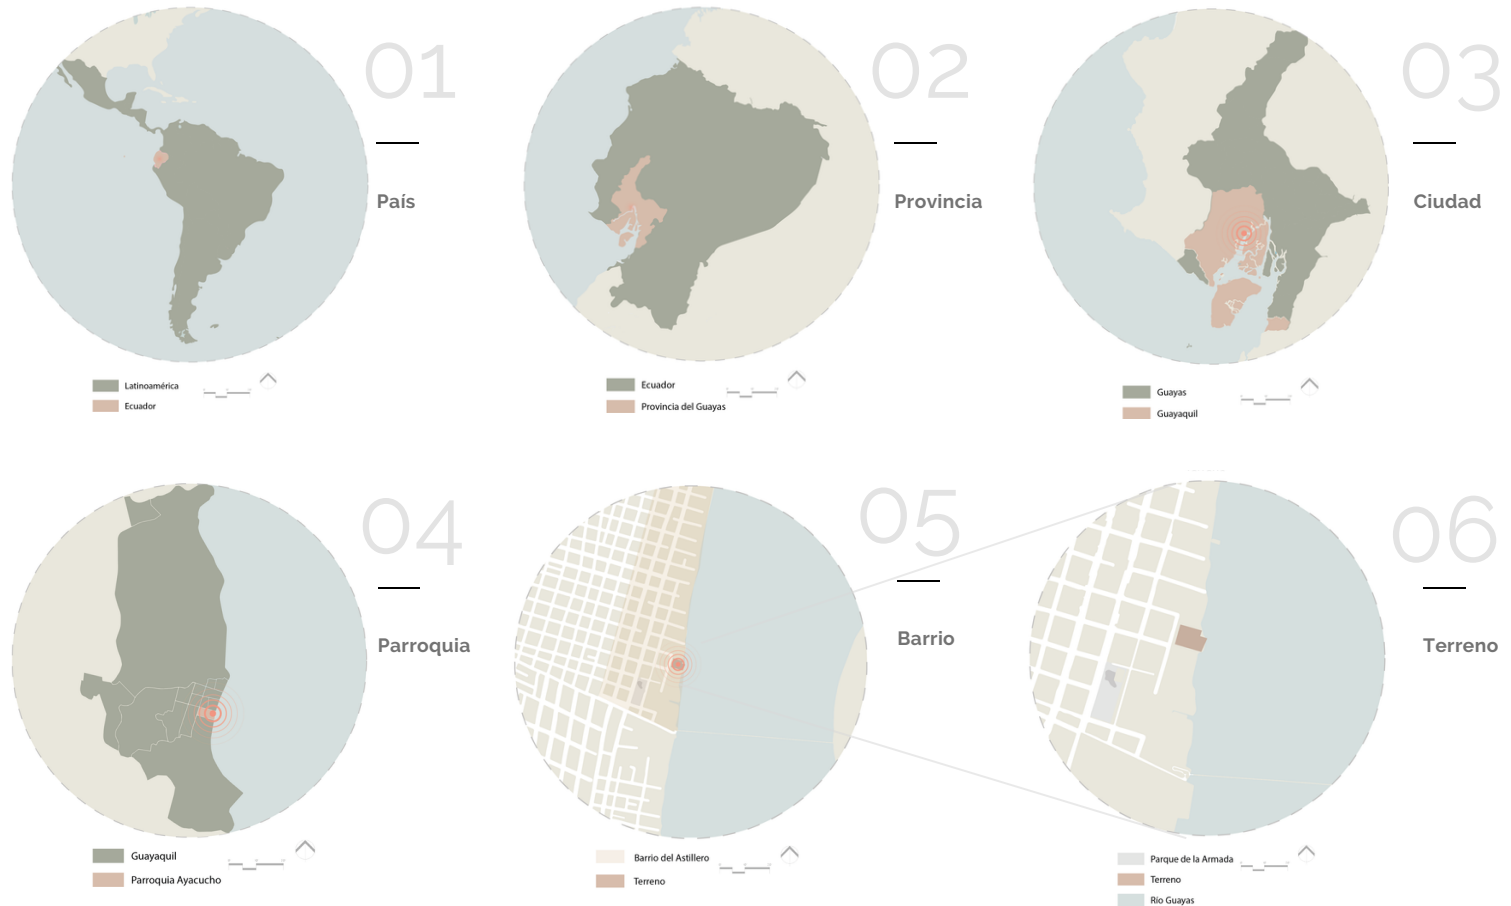 01
País
Latinoamérica
Ecuador
02
Provincia
Ecuador
Provincia del Guayas
03
Ciudad
Guayas
Guayaquil
04
Parroquia
Guayaquil
Parroquia Ayacucho
05
Barrio
Barrio del Astillero
Terreno
06
Terreno
Parque de la Armada
Terreno
Río Guayas